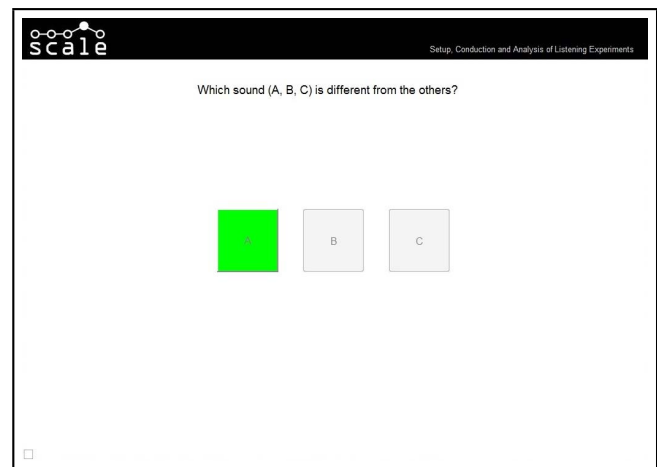 scale
Setup, Conduction and Analysis of Listening Experiments
Which sound (A, B, C) is different from the others?
A
B
C